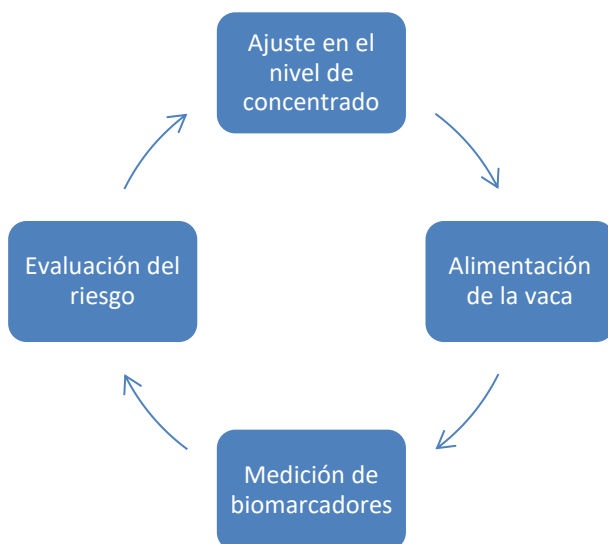 Ajuste en el
nivel de
concentrado
Alimentación
de la vaca
Medición de
biomarcadores
Evaluación del
riesgo